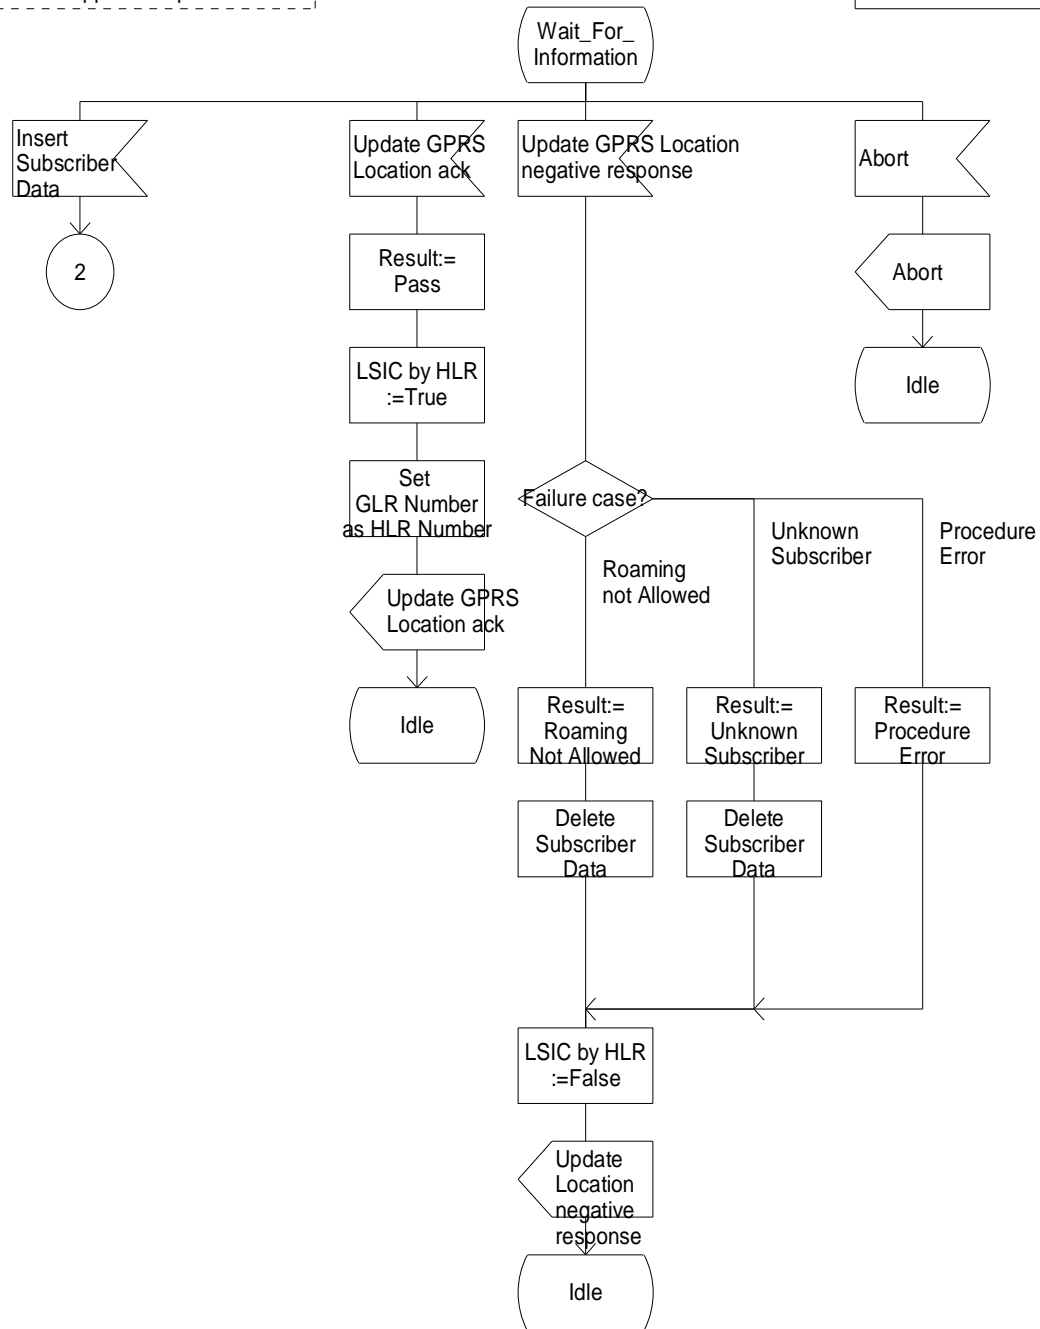 Wait_For_
Information
Insert
Subscriber
Data
Update GPRS
Location ack
Update GPRS Location
negative response
Abort
2
Result:=
Pass
Abort
LSIC by HLR
:=True
Idle
Set
GLR Number
as HLR Number
Failure case?
Unknown
Subscriber
Procedure
Error
Roaming
not Allowed
Update GPRS
Location ack
Idle
Result:=
Roaming
Not Allowed
Result:=
Unknown
Subscriber
Result:=
Procedure
Error
Delete
Subscriber
Data
Delete
Subscriber
Data
LSIC by HLR
:=False
Update
Location
negative
response
Idle